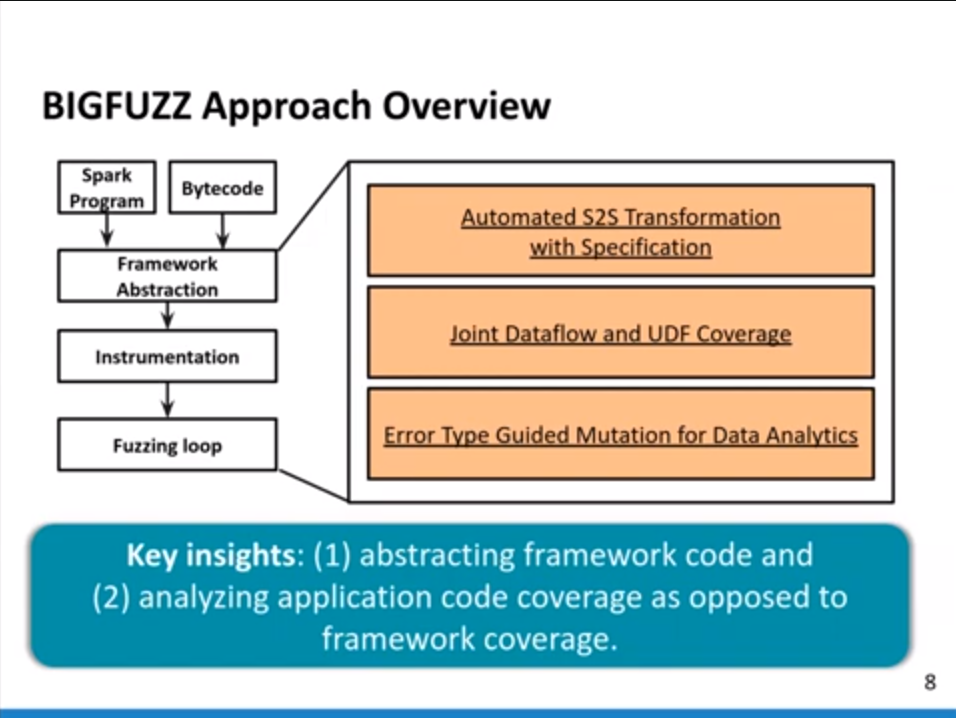 BIGFUZZ Approach Overview
Spark
Program
Bytecode
Framework
Abstraction
Instrumentation
Fuzzing loop
Automated S2S Transformation
with Specification
Joint Dataflow and UDF Coverage
Error Type Guided Mutation for Data Analytics
Key insights: (1) abstracting framework code and
(2) analyzing application code coverage as opposed to
framework coverage.
8